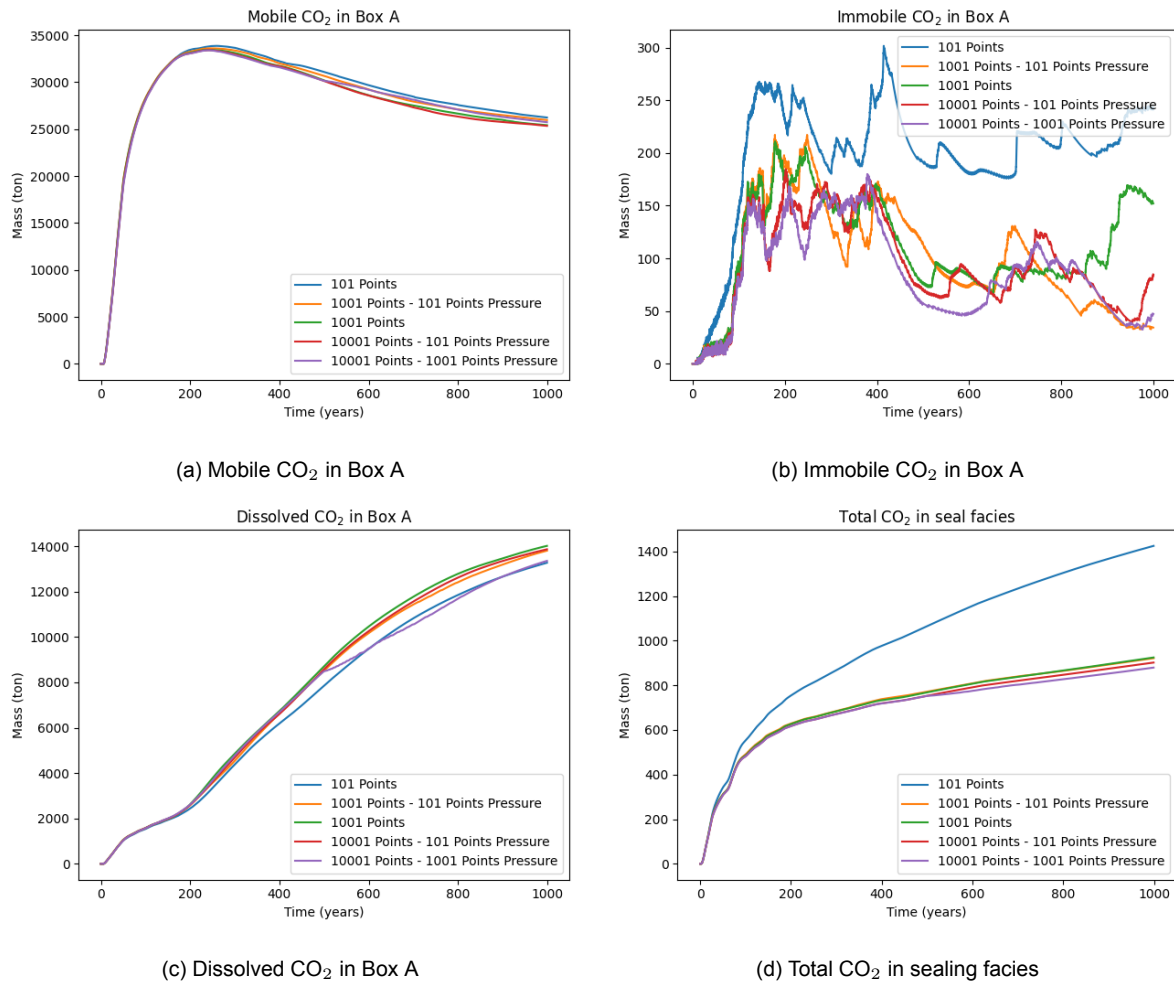 Mobile CO₂ in Box A
35000
30000
25000
20000
15000
10000
5000
0
Mass (ton)
101 Points
1001 Points - 101 Points Pressure
1001 Points
10001 Points - 101 Points Pressure
10001 Points - 1001 Points Pressure
0 200 400 600 800 1000
Time (years)
(a) Mobile CO₂ in Box A
Immobile CO₂ in Box A
300
250
200
150
100
50
0
Mass (ton)
101 Points
1001 Points - 101 Points Pressure
1001 Points
10001 Points - 101 Points Pressure
10001 Points - 1001 Points Pressure
0 200 400 600 800 1000
Time (years)
(b) Immobile CO₂ in Box A
Dissolved CO₂ in Box A
14000
12000
10000
8000
6000
4000
2000
0
Mass (ton)
101 Points
1001 Points - 101 Points Pressure
1001 Points
10001 Points - 101 Points Pressure
10001 Points - 1001 Points Pressure
0 200 400 600 800 1000
Time (years)
(c) Dissolved CO₂ in Box A
Total CO₂ in seal facies
1400
1200
1000
800
600
400
200
0
Mass (ton)
101 Points
1001 Points - 101 Points Pressure
1001 Points
10001 Points - 101 Points Pressure
10001 Points - 1001 Points Pressure
0 200 400 600 800 1000
Time (years)
(d) Total CO₂ in sealing facies